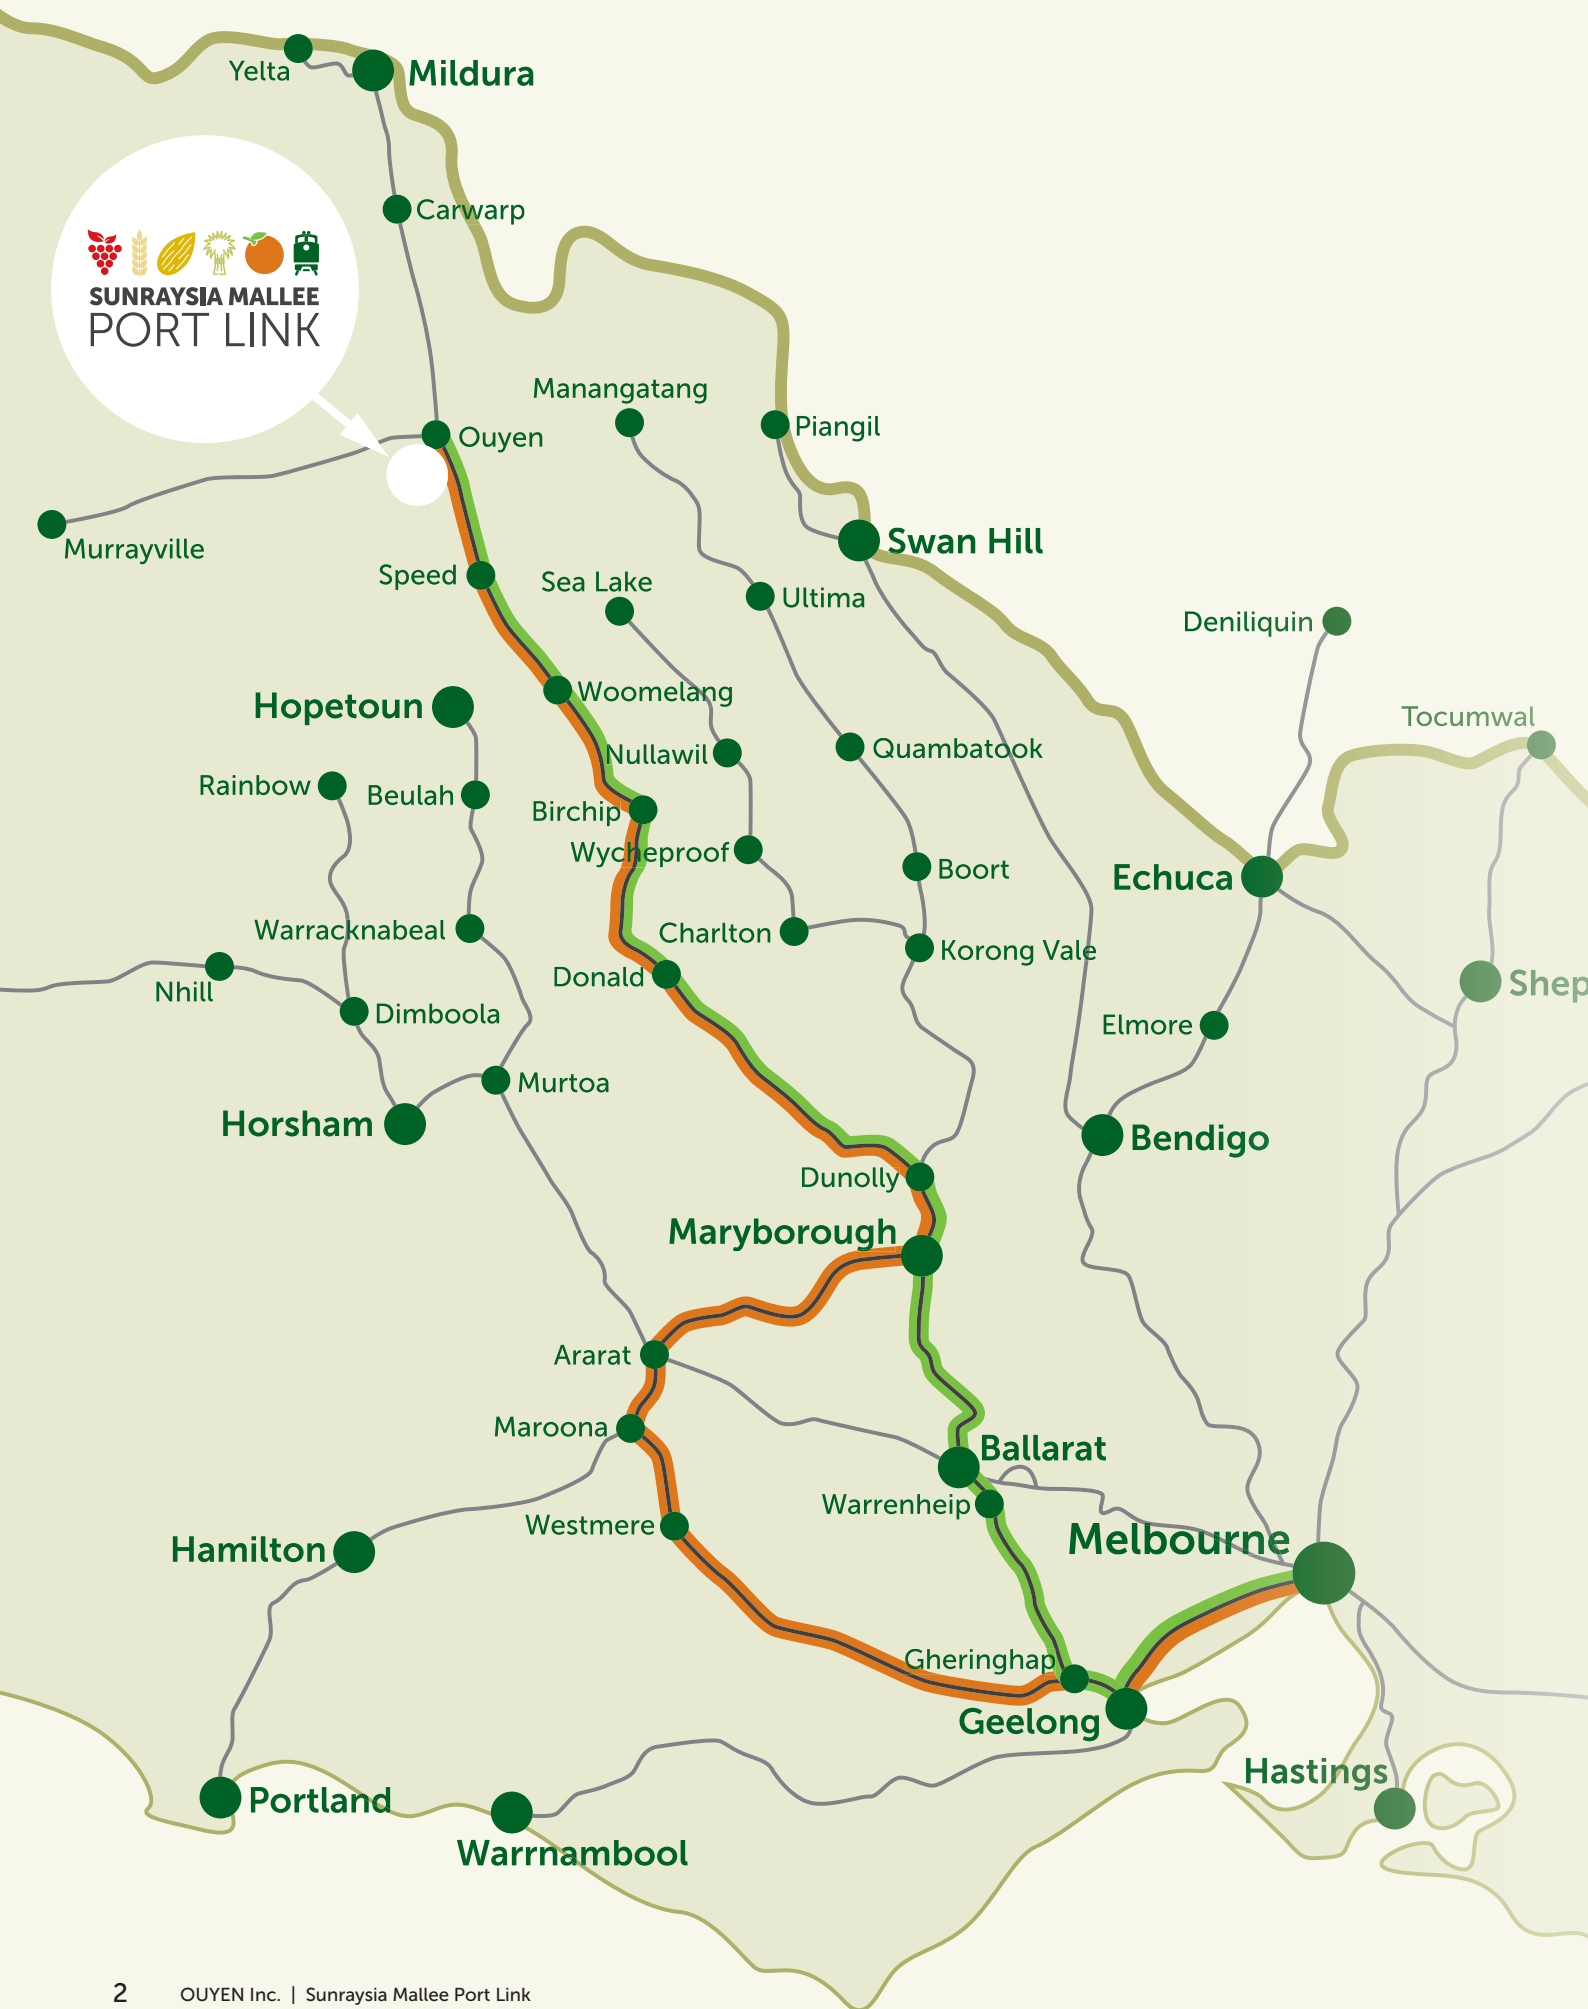 Yelta
Mildura
Carwarp
SUNRAYSIA MALLEE
PORT LINK
Manangatang
Piangil
Ouyen
Murrayville
Swan Hill
Speed
Sea Lake
Ultima
Deniliquin
Woomelang
Hopetoun
Tocumwal
Nullawil
Quambatook
Rainbow
Beulah
Birchip
Wycheproof
Boort
Echuca
Warracknabeal
Charlton
Korong Vale
Donald
Nhill
Shep
Dimboola
Elmore
Murtoa
Horsham
Bendigo
Dunolly
Maryborough
Ararat
Maroona
Ballarat
Warrenheip
Westmere
Melbourne
Hamilton
Gheringhap
Geelong
Hastings
Portland
Warrnambool
2 OUYEN Inc. | Sunraysia Mallee Port Link